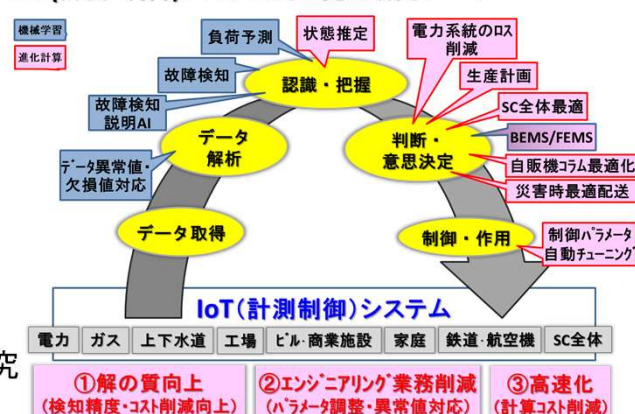 機械学習
進化計算
負荷予測
状態推定
電力系統のロス
削減
故障検知
認識・把握
生産計画
故障検知
説明AI
SC全体最適
データ
解析
判断・
意思決定
BEMS/FEMS
データ異常値・
欠損値対応
自販機コラム最適化
災害時最適配送
データ取得
制御・作用
制御パラメータ
自動チューニング
IoT(計測制御)システム
電力 ガス 上下水道 工場 ビル・商業施設 家庭 鉄道・航空機 SC全体
究
①解の質向上
(検知精度・コスト削減向上)
②エンジニアリング業務削減
(パラメータ調整・異常値対応)
③高速化
(計算コスト削減)